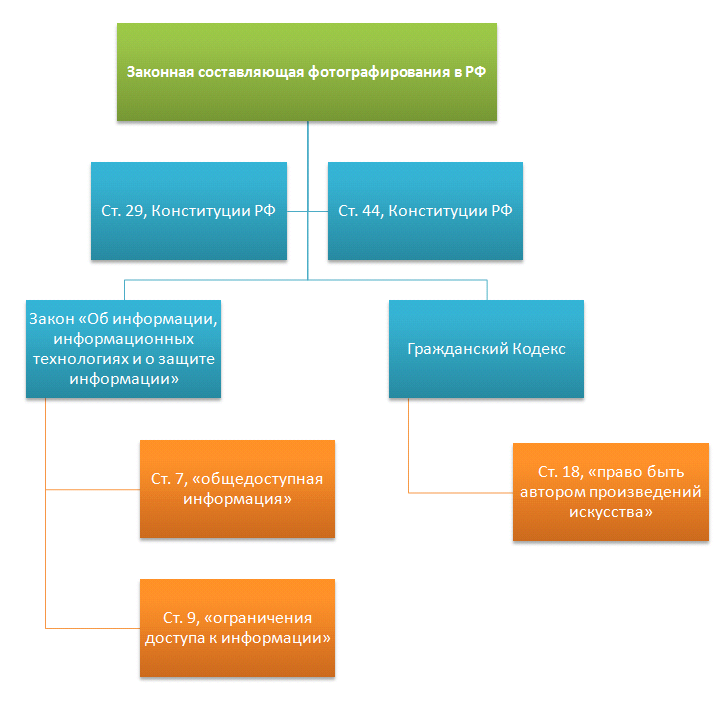 Законная составляющая фотографирования в РФ
Ст. 29, Конституции РФ
Ст. 44, Конституции РФ
Закон «Об информации,
информационных
технологиях и о защите
информации»
Гражданский Кодекс
Ст. 7, «общедоступная
информация»
Ст. 18, «право быть
автором произведений
искусства»
Ст. 9, «ограничения
доступа к информации»